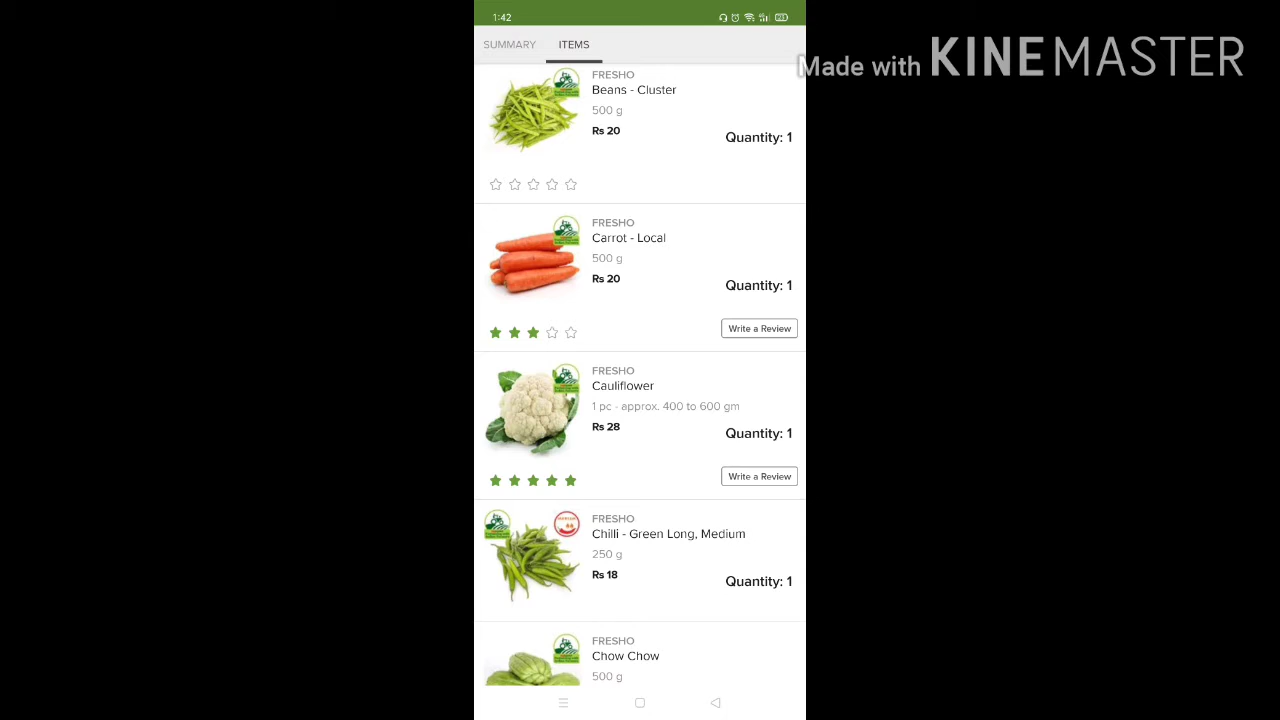 1:42
Made with KINEMASTER
SUMMARY ITEMS
FRESHO
Beans - Cluster
500 g
Rs 20
Quantity: 1
FRESHO
Carrot - Local
500 g
Rs 20
Quantity: 1
Write a Review
FRESHO
Cauliflower
1 pc - approx. 400 to 600 gm
Rs 28
Quantity: 1
Write a Review
FRESHO
Chilli - Green Long, Medium
250 g
Rs 18
Quantity: 1
FRESHO
Chow Chow
500 g